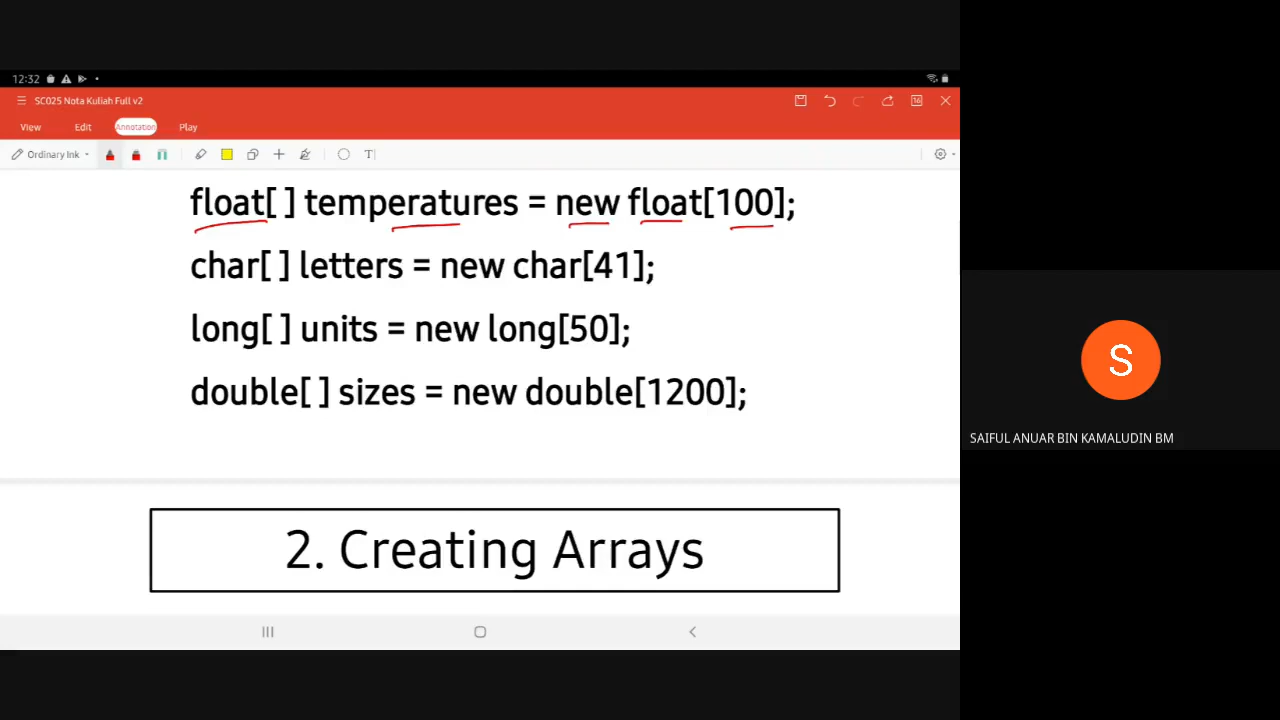 12:32
SC025 Nota Kuliah Full v2
16
View Edit Annotation Play
Ordinary Ink T
float[ ] temperatures = new float[100];
char[ ] letters = new char[41];
long[ ] units = new long[50];
double[ ] sizes = new double[1200];
S
SAIFUL ANUAR BIN KAMALUDIN BM
2. Creating Arrays